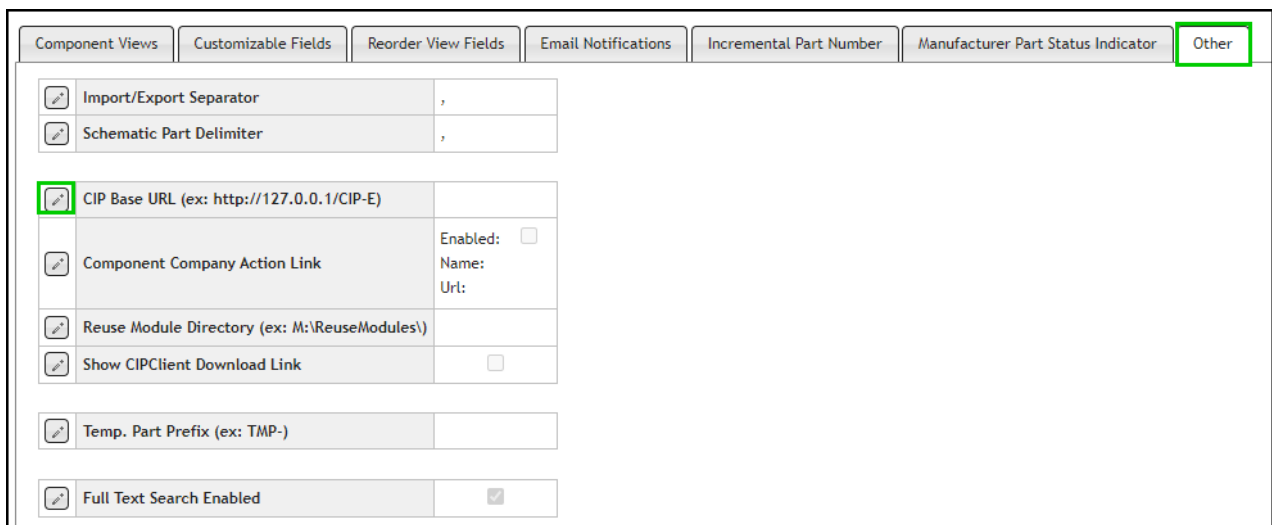 Component Views Customizable Fields Reorder View Fields Email Notifications Incremental Part Number Manufacturer Part Status Indicator Other
Import/Export Separator ,
Schematic Part Delimiter ,
CIP Base URL (ex: http://127.0.0.1/CIP-E)
Enabled:
Component Company Action Link Name:
Url:
Reuse Module Directory (ex: M:\ReuseModules\)
Show CIPClient Download Link
Temp. Part Prefix (ex: TMP-)
Full Text Search Enabled